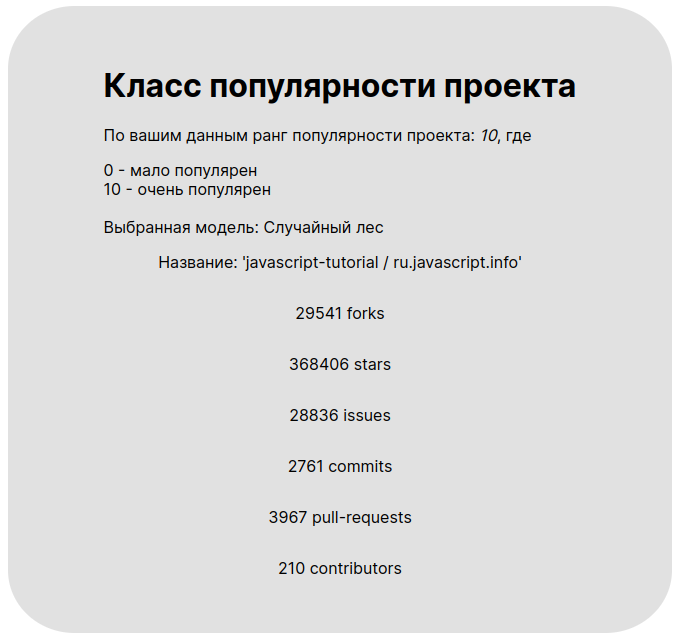 Класс популярности проекта
По вашим данным ранг популярности проекта: 10, где
0 - мало популярен
10 - очень популярен
Выбранная модель: Случайный лес
Название: 'javascript-tutorial / ru.javascript.info'
29541 forks
368406 stars
28836 issues
2761 commits
3967 pull-requests
210 contributors